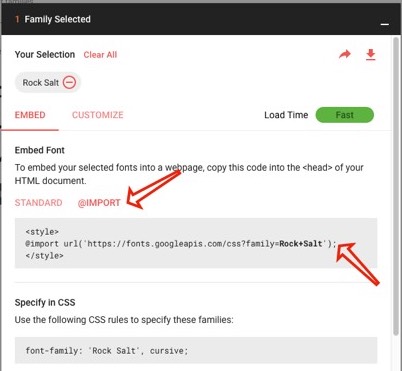 1 Family Selected
Your Selection Clear All
Rock Salt
EMBED CUSTOMIZE Load Time Fast
Embed Font
To embed your selected fonts into a webpage, copy this code into the <head> of your
HTML document.
STANDARD @IMPORT
<style>
@import url('https://fonts.googleapis.com/css?family=Rock+Salt');
</style>
Specify in CSS
Use the following CSS rules to specify these families:
font-family: 'Rock Salt', cursive;